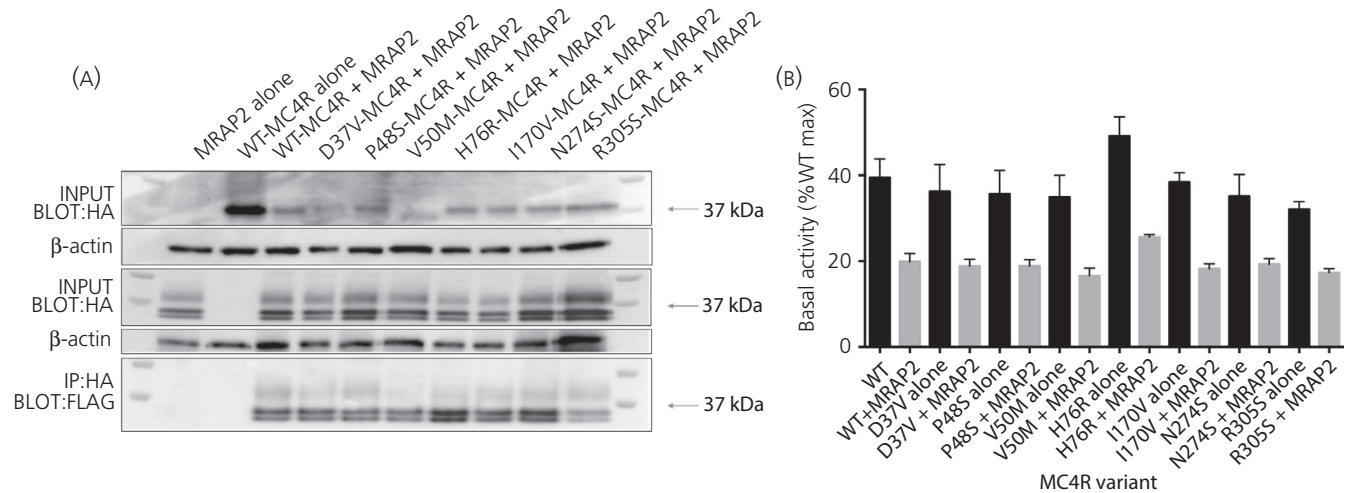 (A)
MRAP2 alone
WT-MC4R alone
WT-MC4R + MRAP2
D37V-MC4R + MRAP2
P48S-MC4R + MRAP2
V50M-MC4R + MRAP2
H76R-MC4R + MRAP2
I170V-MC4R + MRAP2
N274S-MC4R + MRAP2
R305S-MC4R + MRAP2
INPUT
BLOT:HA
37 kDa
β-actin
INPUT
BLOT:HA
37 kDa
β-actin
IP:HA
BLOT:FLAG
37 kDa
(B)
Basal activity (% WT max)
60
40
20
0
WT
WT+MRAP2
D37V alone
D37V + MRAP2
P48S alone
P48S + MRAP2
V50M alone
V50M + MRAP2
H76R alone
H76R + MRAP2
I170V alone
I170V + MRAP2
N274S alone
N274S + MRAP2
R305S alone
R305S + MRAP2
MC4R variant